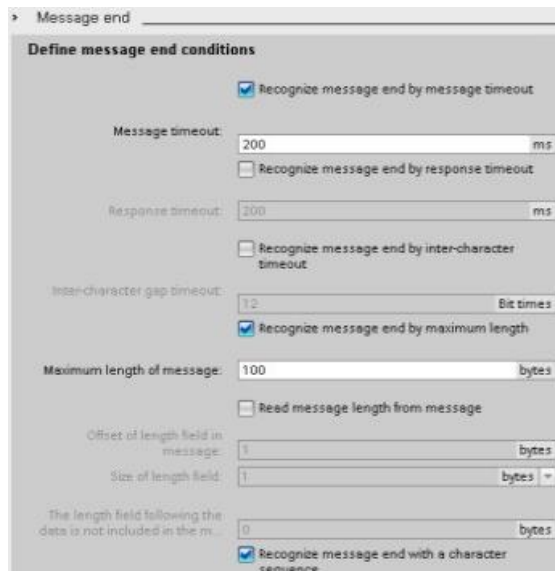 Message end
Define message end conditions
Recognize message end by message timeout
Message timeout:
200 ms
Recognize message end by response timeout
Response timeout: 200 ms
Recognize message end by inter-character
timeout
Inter-character gap timeout:
12 Bit times
Recognize message end by maximum length
Maximum length of message: 100 bytes
Read message length from message
Offset of length field in
message: 1 bytes
Size of length field: 1 bytes
The length field following the
data is not included in the m... 0 bytes
Recognize message end with a character
sequence